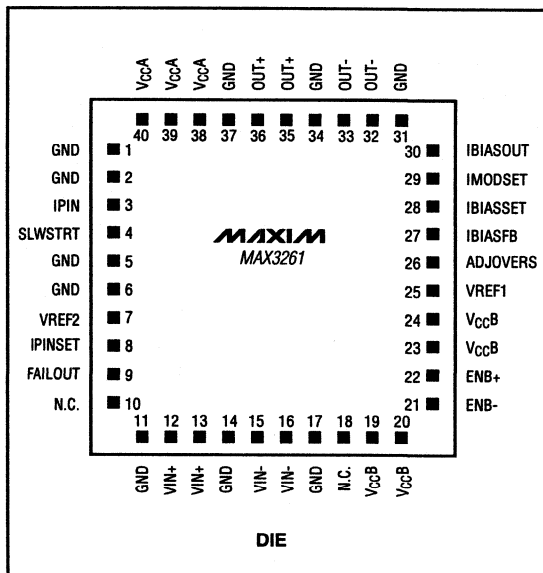 VCCA VCCA VCCA GND OUT+ OUT+ GND OUT- OUT- GND
40 39 38 37 36 35 34 33 32 31
GND 1
GND 2
IPIN 3
SLWSTRT 4
GND 5
GND 6
VREF2 7
IPINSET 8
FAILOUT 9
N.C. 10
MAXIM
MAX3261
30 IBIASOUT
29 IMODSET
28 IBIASSET
27 IBIASFB
26 ADJOVERS
25 VREF1
24 VCCB
23 VCCB
22 ENB+
21 ENB-
11 12 13 14 15 16 17 18 19 20
GND VIN+ VIN+ GND VIN- VIN- GND N.C. VCCB VCCB
DIE